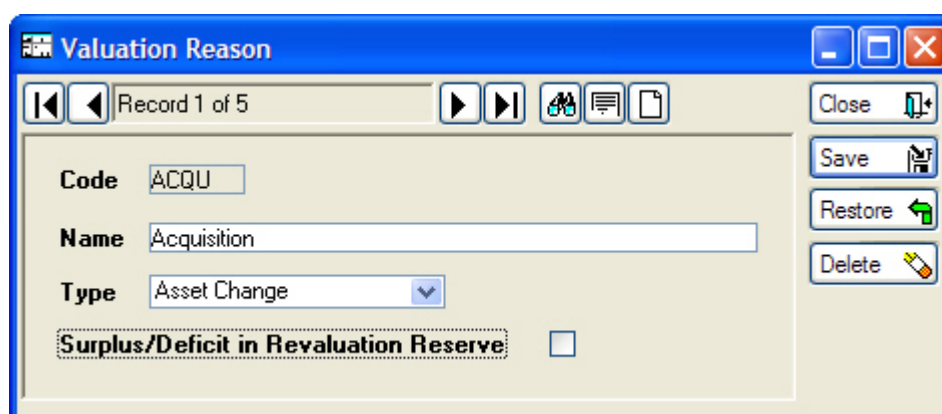 Valuation Reason
Record 1 of 5
Close
Save
Restore
Delete
Code ACQU
Name Acquisition
Type Asset Change
Surplus/Deficit in Revaluation Reserve